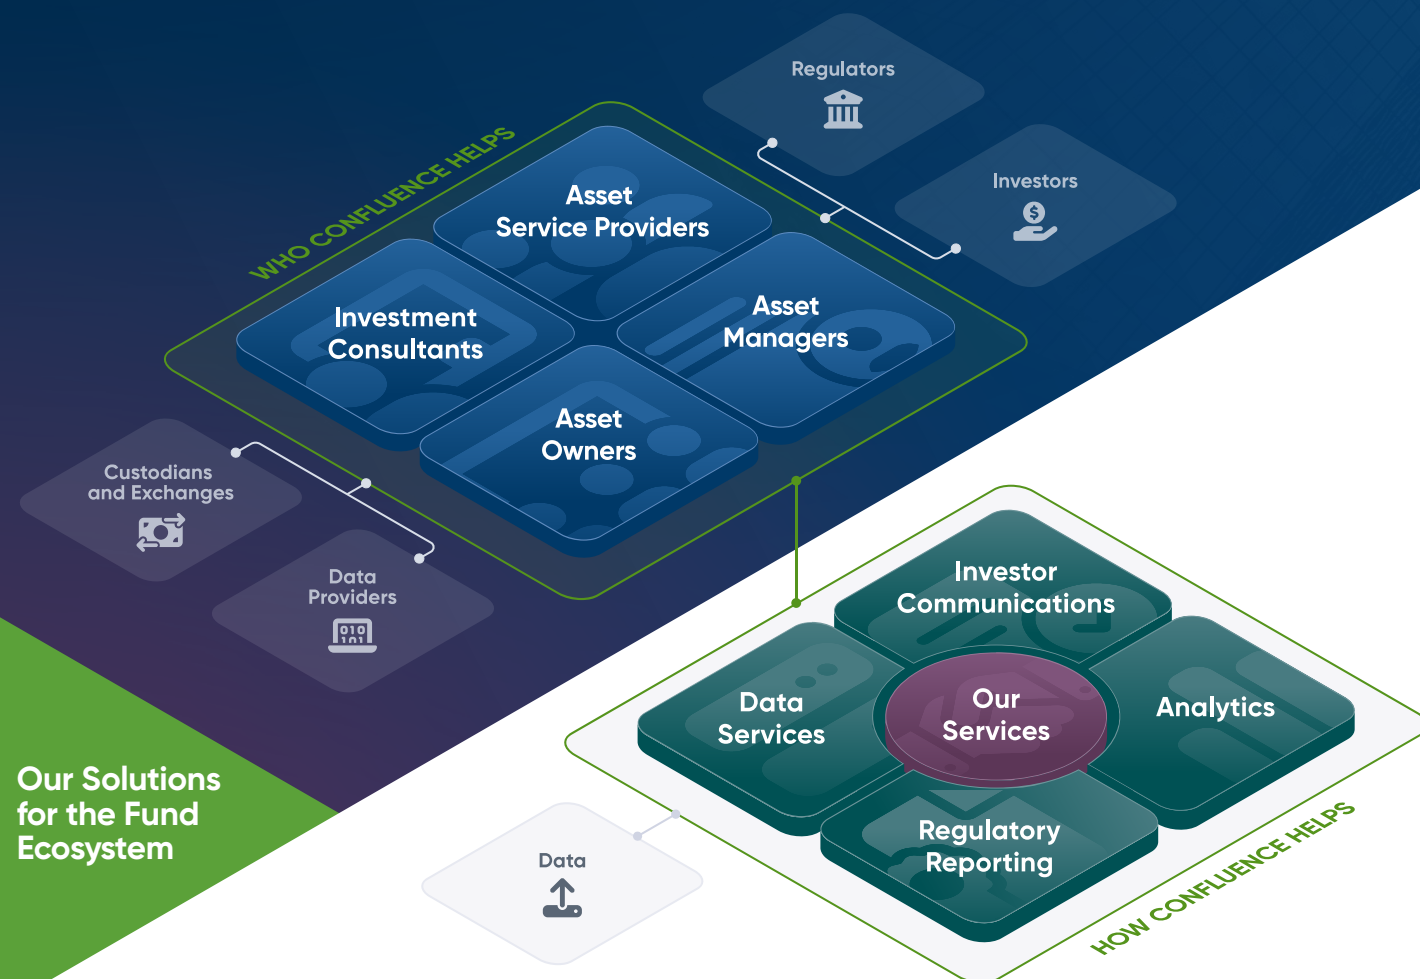 Regulators
Investors
WHO CONFLUENCE HELPS
Asset
Service Providers
Investment
Consultants
Asset
Managers
Asset
Owners
Custodians
and Exchanges
Data
Providers
010
101
Investor
Communications
Data
Services
Our
Services
Analytics
Regulatory
Reporting
HOW CONFLUENCE HELPS
Data
Our Solutions
for the Fund
Ecosystem